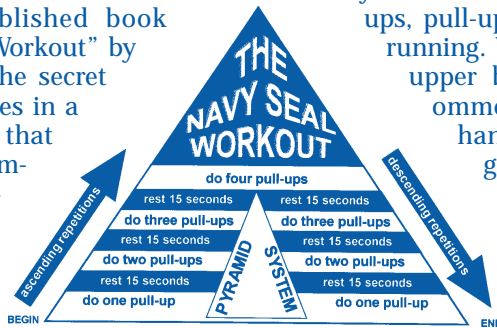 blished book
Workout” by
he secret
es in a
that
m-
ups, pull-up
running.
upper b
omme
han
g
THE
NAVY SEAL
WORKOUT
do four pull-ups
rest 15 seconds rest 15 seconds
do three pull-ups do three pull-ups
rest 15 seconds rest 15 seconds
do two pull-ups do two pull-ups
rest 15 seconds rest 15 seconds
do one pull-up do one pull-up
PYRAMID
SYSTEM
ascending repetitions
descending repetitions
BEGIN
EN